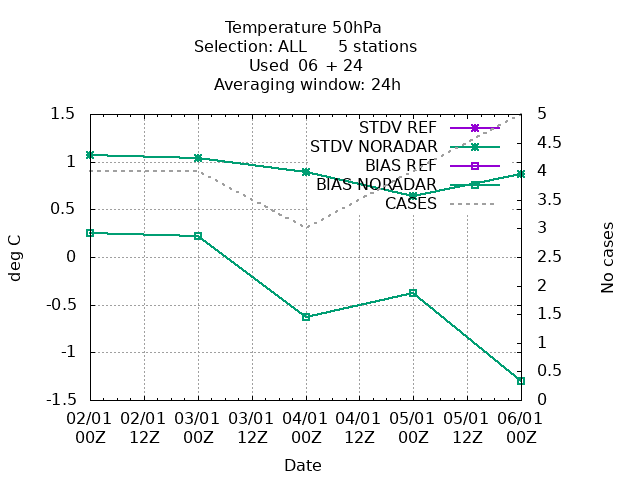 Temperature 50hPa
Selection: ALL      5 stations
Used  06 + 24
Averaging window: 24h
1.5
1
0.5
0
-0.5
-1
-1.5
deg C
STDV REF
STDV NORADAR
BIAS REF
BIAS NORADAR
CASES
5
4.5
4
3.5
3
2.5
2
1.5
1
0.5
0
No cases
02/01 02/01 03/01 03/01 04/01 04/01 05/01 05/01 06/01
00Z 12Z 00Z 12Z 00Z 12Z 00Z 12Z 00Z
Date